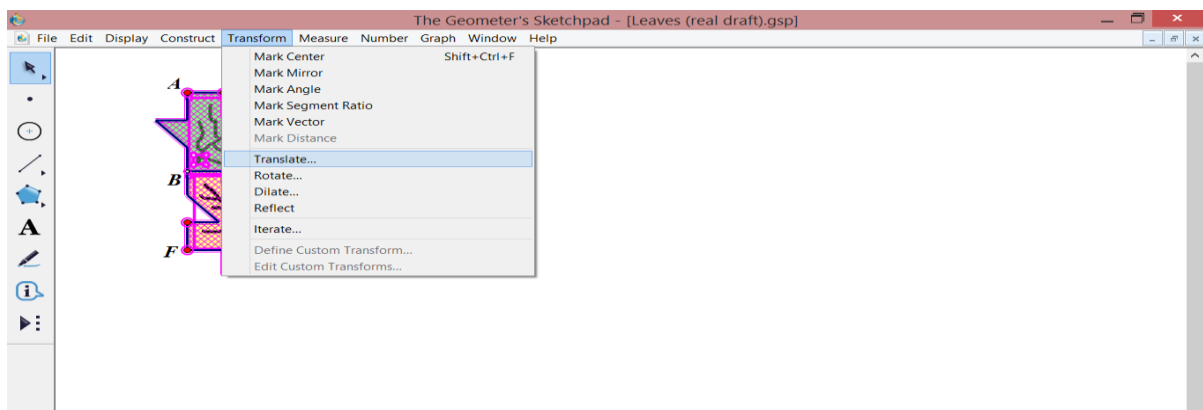 The Geometer's Sketchpad - [Leaves (real draft).gsp]
File Edit Display Construct Transform Measure Number Graph Window Help
Mark Center Shift+Ctrl+F
Mark Mirror
Mark Angle
Mark Segment Ratio
Mark Vector
Mark Distance
Translate...
Rotate...
Dilate...
Reflect
Iterate...
Define Custom Transform...
Edit Custom Transforms...
A
B
F
A